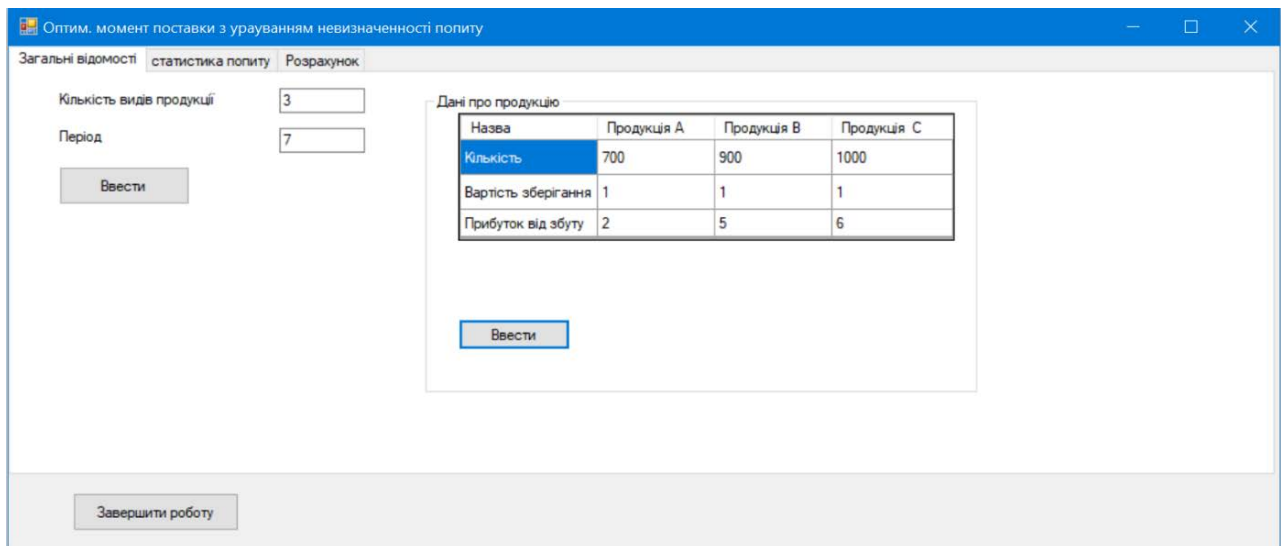 Оптим. момент поставки з урауванням невизначенності попиту
Загальні відомості статистика попиту Розрахунок
Кількість видів продукції 3
Період 7
Ввести
Дані про продукцію
Назва Продукція А Продукція В Продукція С
Кількість 700 900 1000
Вартість зберігання 1 1 1
Прибуток від збуту 2 5 6
Ввести
Завершити роботу